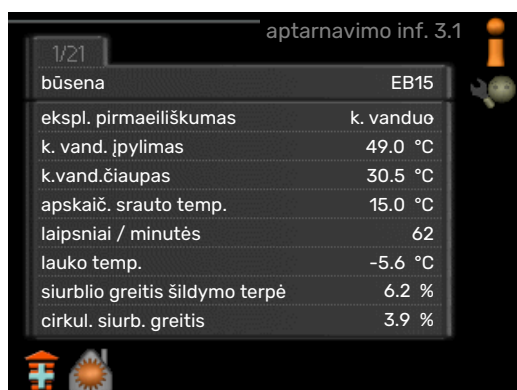 aptarnavimo inf. 3.1
1/21
būsena EB15
ekspl. pirmaeiliškumas k. vanduo
k. vand. įpylimas 49.0 °C
k.vand.čiaupas 30.5 °C
apskaič. srauto temp. 15.0 °C
laipsniai / minutės 62
lauko temp. -5.6 °C
siurblio greitis šildymo terpė 6.2 %
cirkul. siurb. greitis 3.9 %